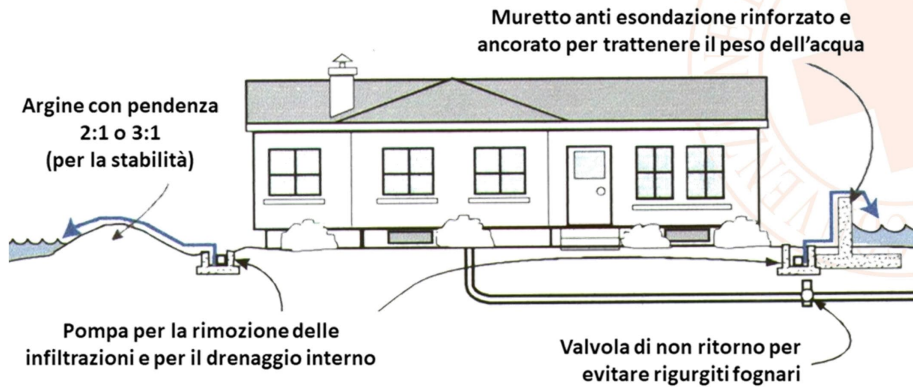 Muretto anti esondazione rinforzato e
ancorato per trattenere il peso dell'acqua
Argine con pendenza
2:1 o 3:1
(per la stabilità)
Pompa per la rimozione delle
infiltrazioni e per il drenaggio interno
Valvola di non ritorno per
evitare rigurgiti fognari